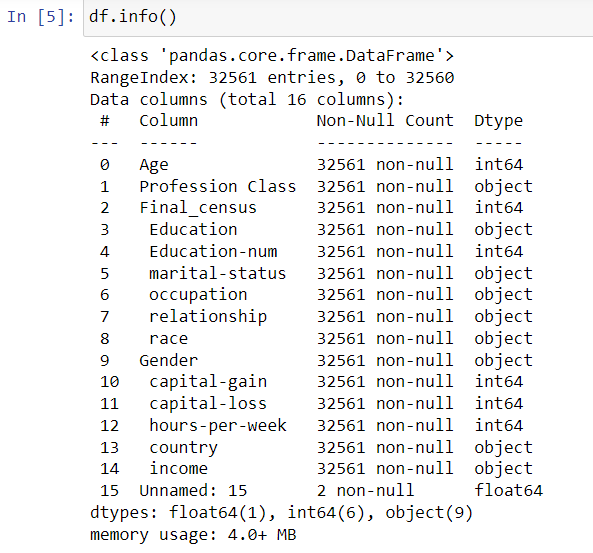 In [5]: df.info()
<class 'pandas.core.frame.DataFrame'>
RangeIndex: 32561 entries, 0 to 32560
Data columns (total 16 columns):
 #   Column            Non-Null Count  Dtype
---  ------            --------------  -----
 0   Age               32561 non-null  int64
 1   Profession Class  32561 non-null  object
 2   Final_census      32561 non-null  int64
 3    Education        32561 non-null  object
 4    Education-num    32561 non-null  int64
 5    marital-status   32561 non-null  object
 6    occupation       32561 non-null  object
 7    relationship     32561 non-null  object
 8    race             32561 non-null  object
 9   Gender            32561 non-null  object
 10   capital-gain     32561 non-null  int64
 11   capital-loss     32561 non-null  int64
 12   hours-per-week   32561 non-null  int64
 13   country          32561 non-null  object
 14   income           32561 non-null  object
 15  Unnamed: 15       2 non-null      float64
dtypes: float64(1), int64(6), object(9)
memory usage: 4.0+ MB